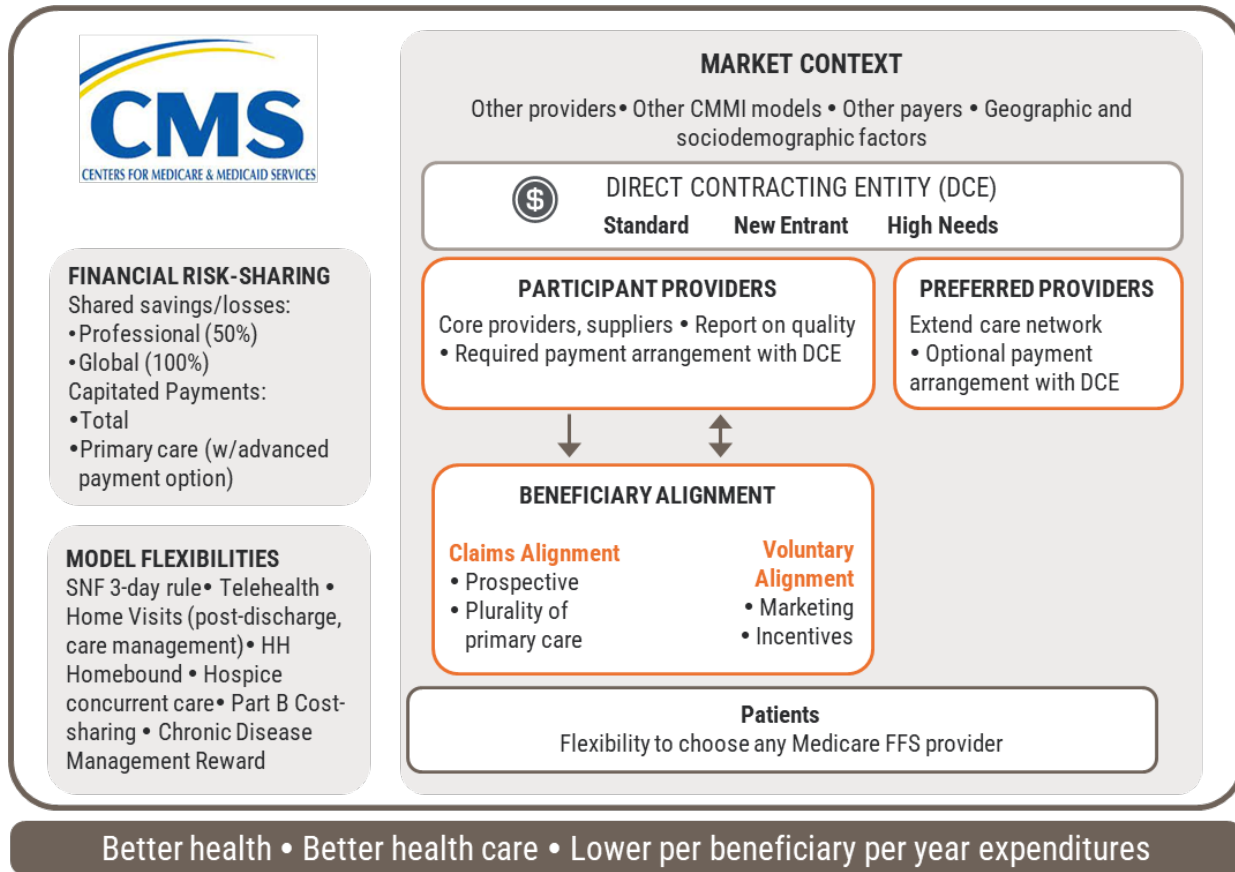 CMS
CENTERS FOR MEDICARE & MEDICAID SERVICES
FINANCIAL RISK-SHARING
Shared savings/losses:
•Professional (50%)
•Global (100%)
Capitated Payments:
•Total
•Primary care (w/advanced
payment option)
MODEL FLEXIBILITIES
SNF 3-day rule• Telehealth •
Home Visits (post-discharge,
care management)• HH
Homebound • Hospice
concurrent care• Part B Cost-
sharing • Chronic Disease
Management Reward
MARKET CONTEXT
Other providers• Other CMMI models • Other payers • Geographic and
sociodemographic factors
$
DIRECT CONTRACTING ENTITY (DCE)
Standard New Entrant High Needs
PARTICIPANT PROVIDERS
Core providers, suppliers • Report on quality
• Required payment arrangement with DCE
PREFERRED PROVIDERS
Extend care network
• Optional payment
arrangement with DCE
BENEFICIARY ALIGNMENT
Claims Alignment
• Prospective
• Plurality of
primary care
Voluntary
Alignment
• Marketing
• Incentives
Patients
Flexibility to choose any Medicare FFS provider
Better health • Better health care • Lower per beneficiary per year expenditures